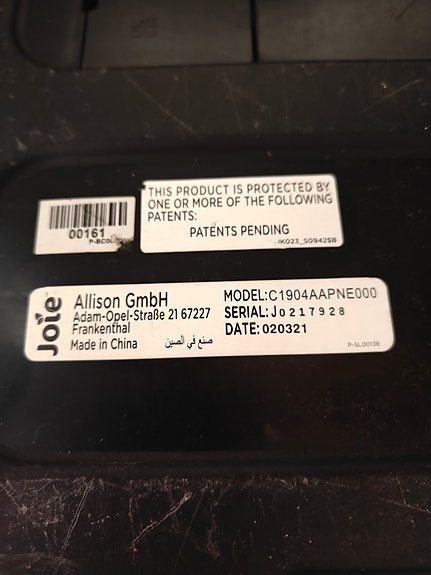 THIS PRODUCT IS PROTECTED BY
ONE OR MORE OF THE FOLLOWING
PATENTS:
PATENTS PENDING
00161
Joie
Allison GmbH
Adam-Opel-Straße 21 67227
Frankenthal
Made in China صنع في الصين
MODEL:C1904AAPNE000
SERIAL: J0217928
DATE: 020321
P-SL0013E